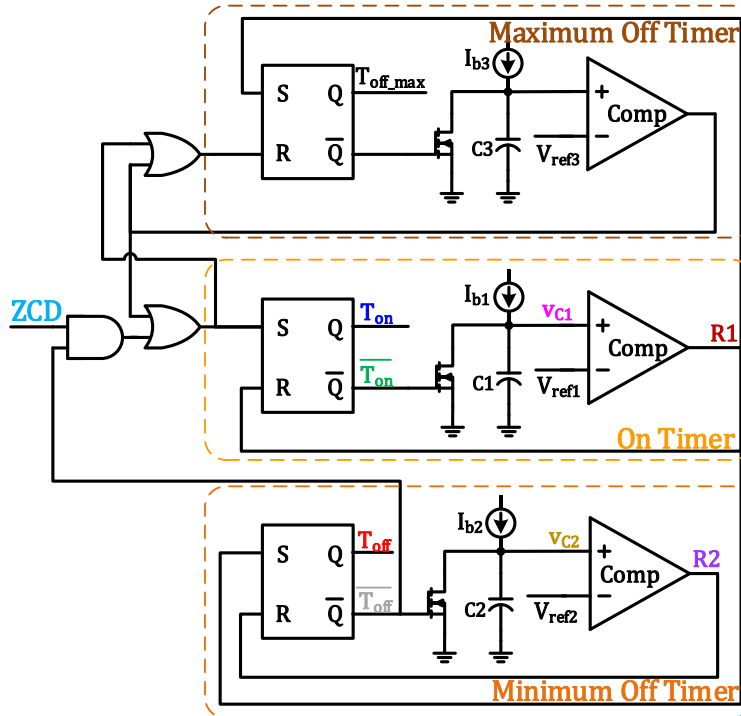 Maximum Off Timer
S Q T_off_max I_b3 + Comp
R Q̅ C3 V_ref3 −
ZCD
S Q T_on I_b1 v_C1 + Comp R1
R Q̅ T̅_on C1 V_ref1 −
On Timer
S Q T_off I_b2 v_C2 + Comp R2
R Q̅ T̅_off C2 V_ref2 −
Minimum Off Timer